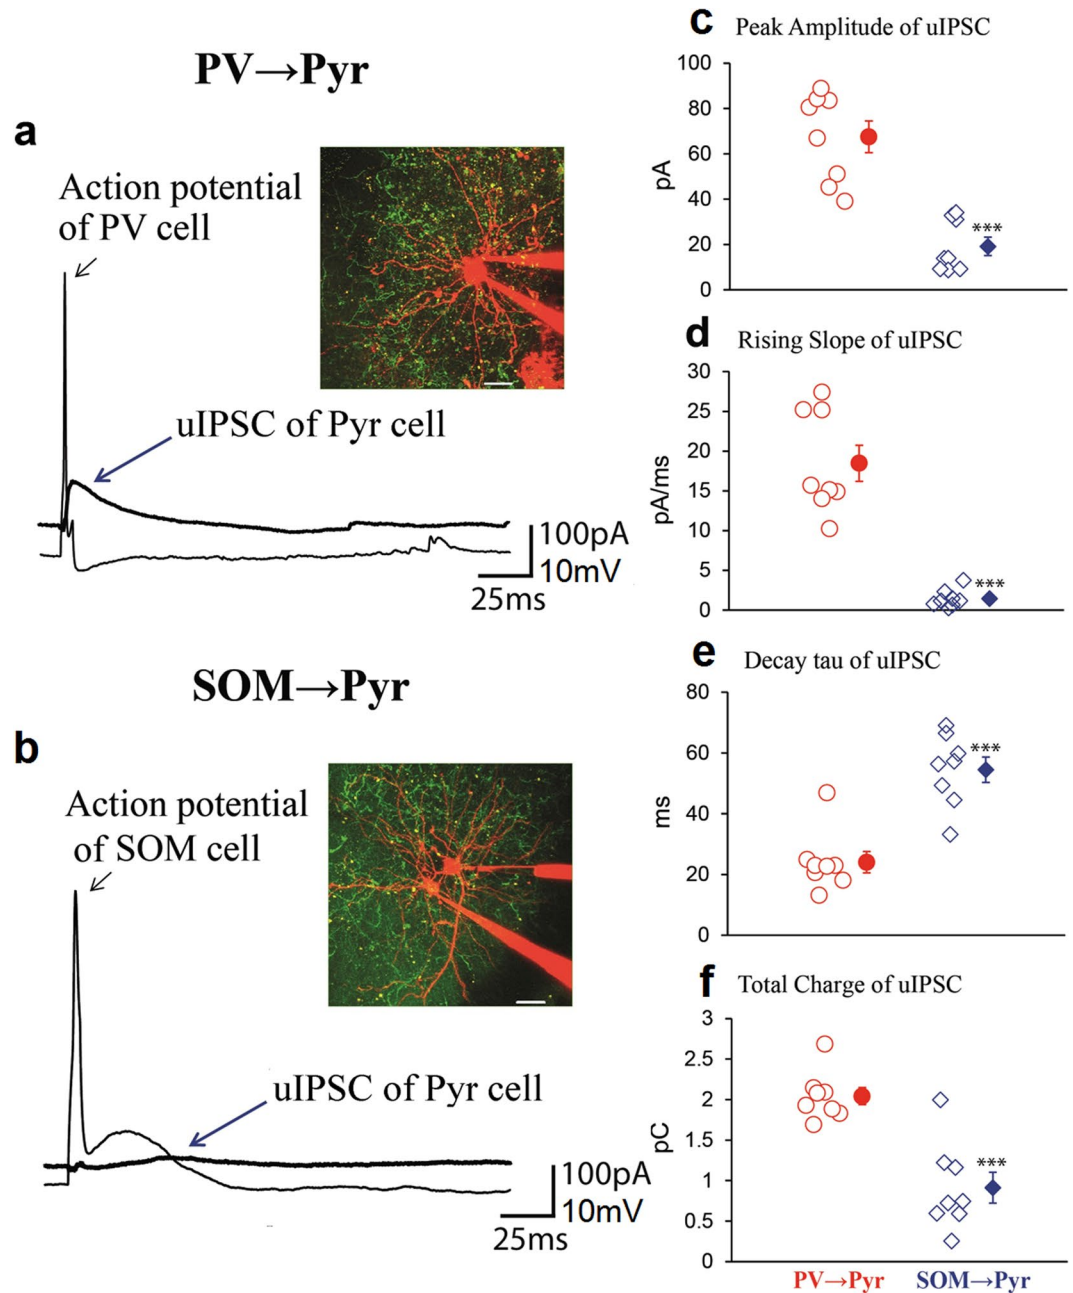 PV→Pyr
a
Action potential
of PV cell
uIPSC of Pyr cell
100pA
10mV
25ms
SOM→Pyr
b
Action potential
of SOM cell
uIPSC of Pyr cell
100pA
10mV
25ms
c Peak Amplitude of uIPSC
100
80
60
40
20
0
pA
***
d Rising Slope of uIPSC
30
25
20
15
10
5
0
pA/ms
***
e Decay tau of uIPSC
80
60
40
20
0
ms
***
f Total Charge of uIPSC
3
2.5
2
1.5
1
0.5
0
pC
***
PV→Pyr SOM→Pyr